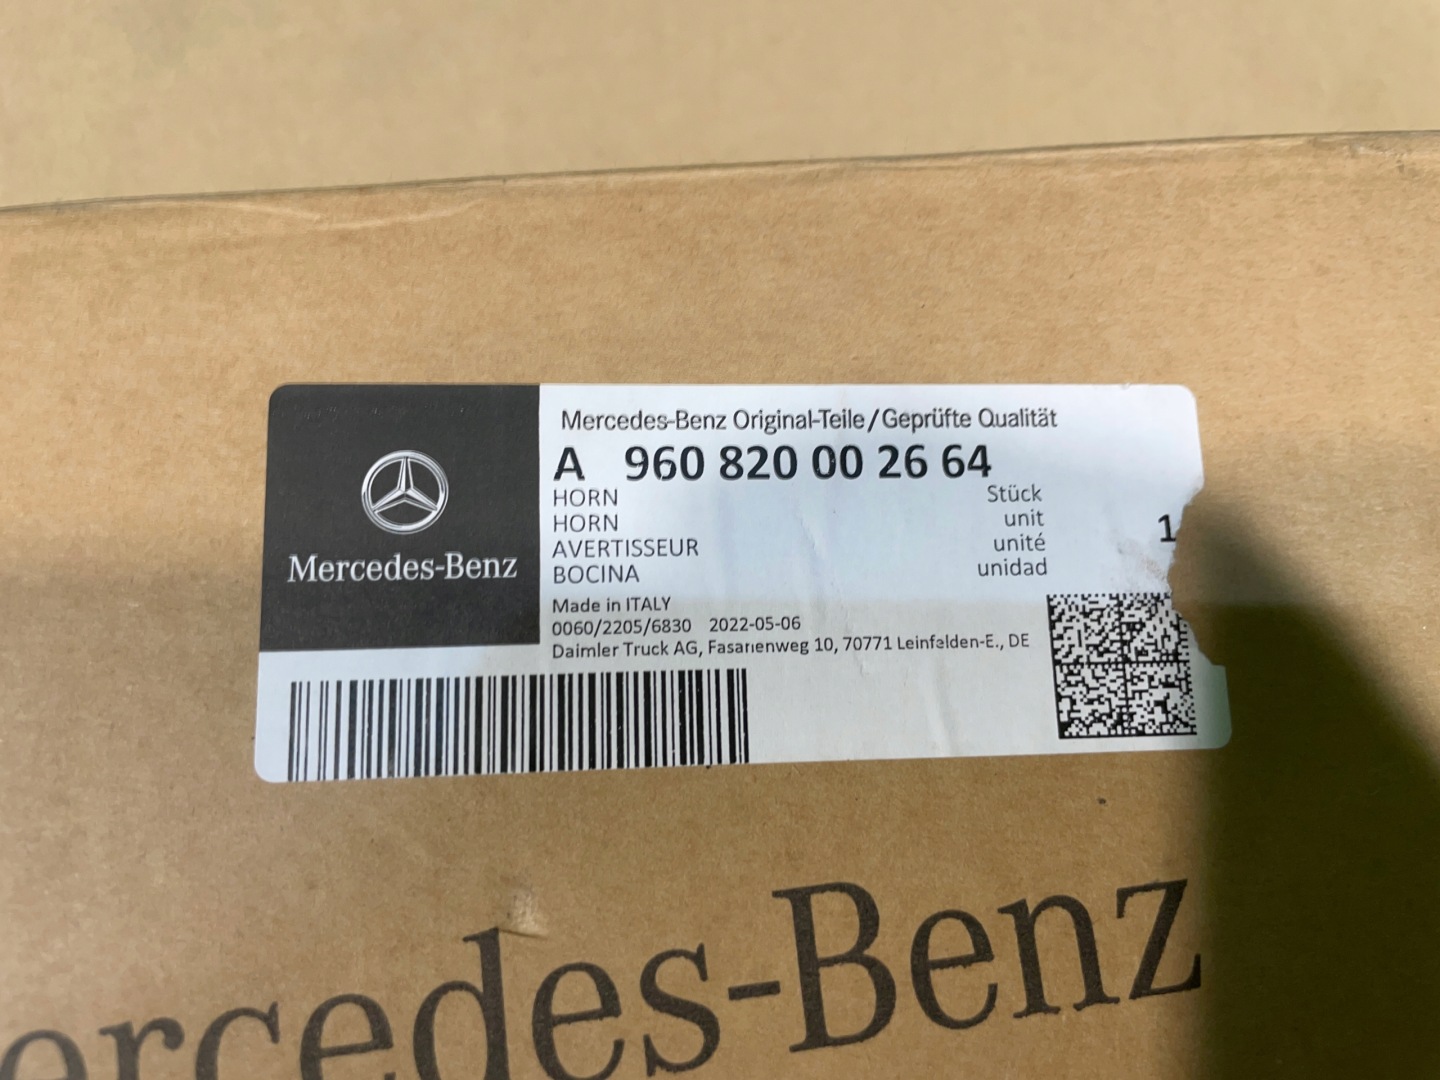 Mercedes-Benz Original-Teile/Geprüfte Qualität
A 960 820 00 26 64
HORN Stück
HORN unit
AVERTISSEUR unité
BOCINA unidad
1
Mercedes-Benz
Made in ITALY
0060/2205/6830 2022-05-06
Daimler Truck AG, Fasanenweg 10, 70771 Leinfelden-E., DE
ercedes-Benz